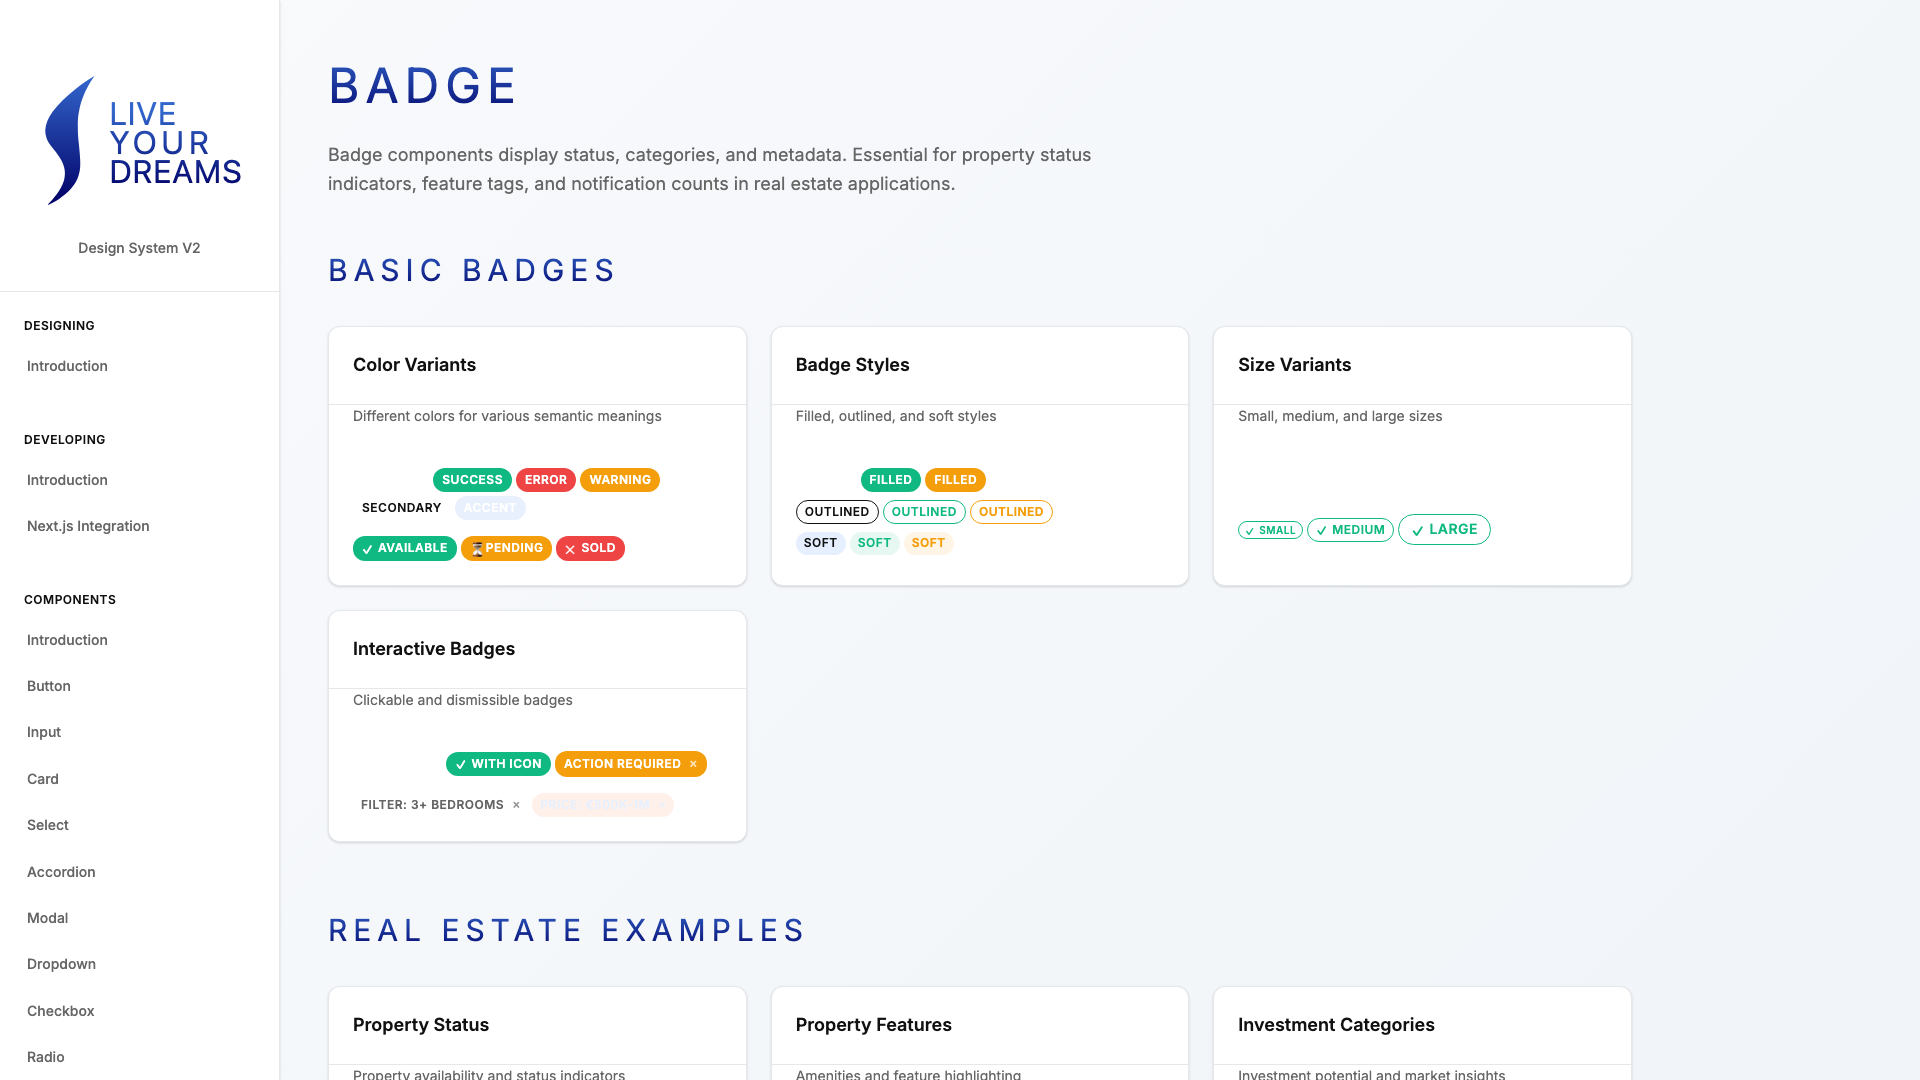 LIVE
YOUR
DREAMS
Design System V2
DESIGNING
Introduction
DEVELOPING
Introduction
Next.js Integration
COMPONENTS
Introduction
Button
Input
Card
Select
Accordion
Modal
Dropdown
Checkbox
Radio
BADGE
Badge components display status, categories, and metadata. Essential for property status
indicators, feature tags, and notification counts in real estate applications.
BASIC BADGES
Color Variants
Different colors for various semantic meanings
SUCCESS ERROR WARNING
SECONDARY ACCENT
✓ AVAILABLE ⏳PENDING ✕ SOLD
Badge Styles
Filled, outlined, and soft styles
FILLED FILLED
OUTLINED OUTLINED OUTLINED
SOFT SOFT SOFT
Size Variants
Small, medium, and large sizes
✓ SMALL ✓ MEDIUM ✓ LARGE
Interactive Badges
Clickable and dismissible badges
✓ WITH ICON ACTION REQUIRED ×
FILTER: 3+ BEDROOMS × PRICE:
REAL ESTATE EXAMPLES
Property Status
Property availability and status indicators
Property Features
Amenities and feature highlighting
Investment Categories
Investment potential and market insights